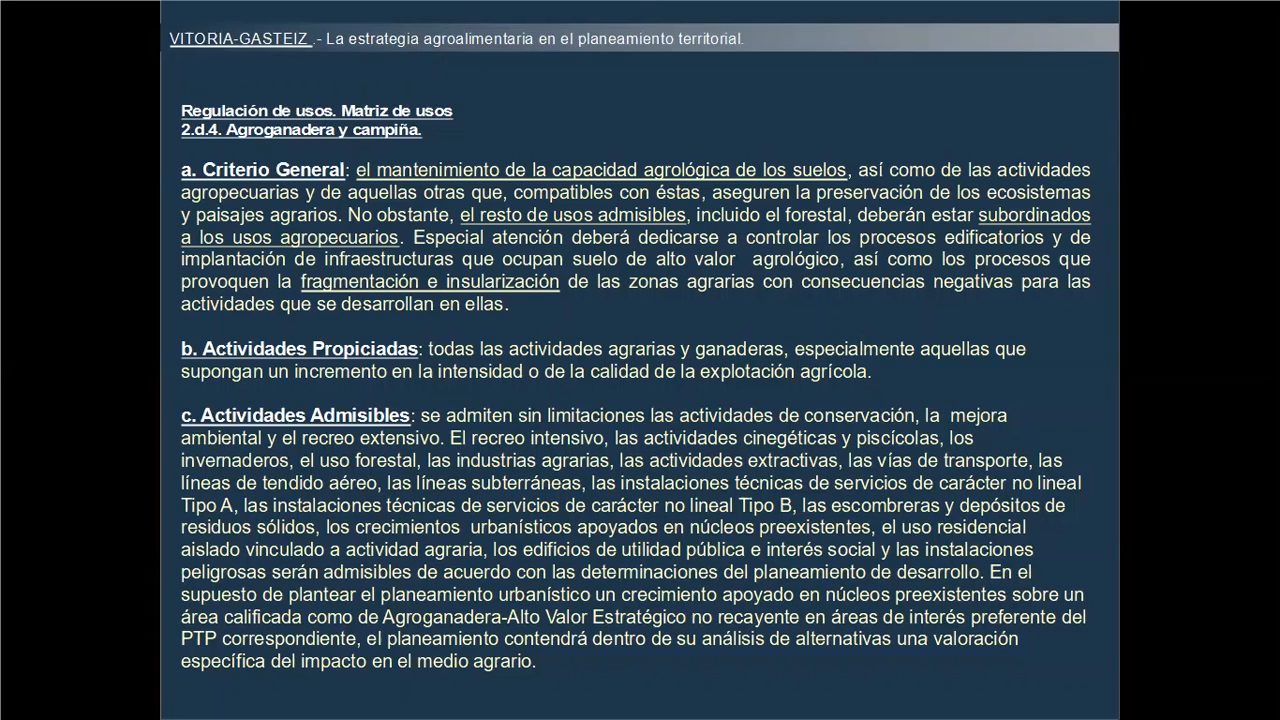 VITORIA-GASTEIZ .- La estrategia agroalimentaria en el planeamiento territorial.
Regulación de usos. Matriz de usos
2.d.4. Agroganadera y campiña.
a. Criterio General: el mantenimiento de la capacidad agrológica de los suelos, así como de las actividades
agropecuarias y de aquellas otras que, compatibles con éstas, aseguren la preservación de los ecosistemas
y paisajes agrarios. No obstante, el resto de usos admisibles, incluido el forestal, deberán estar subordinados
a los usos agropecuarios. Especial atención deberá dedicarse a controlar los procesos edificatorios y de
implantación de infraestructuras que ocupan suelo de alto valor agrológico, así como los procesos que
provoquen la fragmentación e insularización de las zonas agrarias con consecuencias negativas para las
actividades que se desarrollan en ellas.
b. Actividades Propiciadas: todas las actividades agrarias y ganaderas, especialmente aquellas que
supongan un incremento en la intensidad o de la calidad de la explotación agrícola.
c. Actividades Admisibles: se admiten sin limitaciones las actividades de conservación, la mejora
ambiental y el recreo extensivo. El recreo intensivo, las actividades cinegéticas y piscícolas, los
invernaderos, el uso forestal, las industrias agrarias, las actividades extractivas, las vías de transporte, las
líneas de tendido aéreo, las líneas subterráneas, las instalaciones técnicas de servicios de carácter no lineal
Tipo A, las instalaciones técnicas de servicios de carácter no lineal Tipo B, las escombreras y depósitos de
residuos sólidos, los crecimientos urbanísticos apoyados en núcleos preexistentes, el uso residencial
aislado vinculado a actividad agraria, los edificios de utilidad pública e interés social y las instalaciones
peligrosas serán admisibles de acuerdo con las determinaciones del planeamiento de desarrollo. En el
supuesto de plantear el planeamiento urbanístico un crecimiento apoyado en núcleos preexistentes sobre un
área calificada como de Agroganadera-Alto Valor Estratégico no recayente en áreas de interés preferente del
PTP correspondiente, el planeamiento contendrá dentro de su análisis de alternativas una valoración
específica del impacto en el medio agrario.